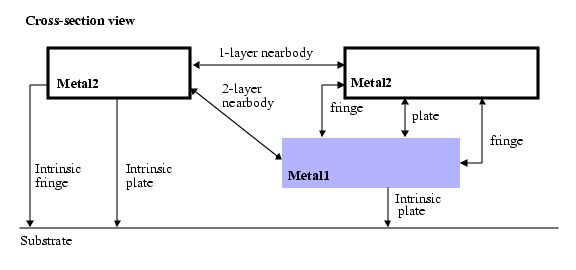 Cross-section view
1-layer nearbody
Metal2
Metal2
2-layer
nearbody
fringe
plate
fringe
Intrinsic
fringe
Intrinsic
plate
Metal1
Intrinsic
plate
Substrate